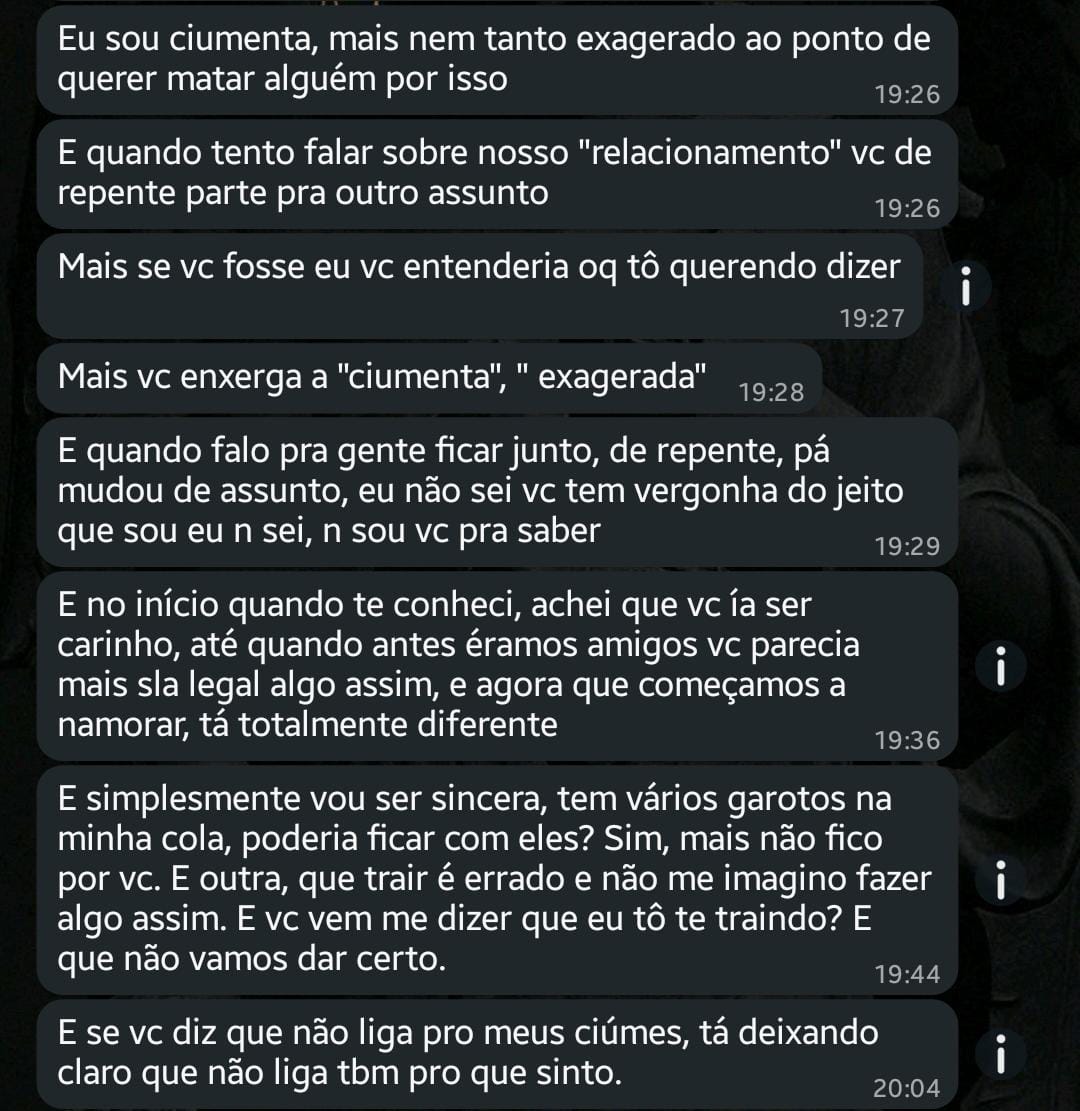 Eu sou ciumenta, mais nem tanto exagerado ao ponto de
querer matar alguém por isso
19:26
E quando tento falar sobre nosso "relacionamento" vc de
repente parte pra outro assunto
19:26
Mais se vc fosse eu vc entenderia oq tô querendo dizer
19:27
Mais vc enxerga a "ciumenta", " exagerada"
19:28
E quando falo pra gente ficar junto, de repente, pá
mudou de assunto, eu não sei vc tem vergonha do jeito
que sou eu n sei, n sou vc pra saber
19:29
E no início quando te conheci, achei que vc ía ser
carinho, até quando antes éramos amigos vc parecia
mais sla legal algo assim, e agora que começamos a
namorar, tá totalmente diferente
19:36
E simplesmente vou ser sincera, tem vários garotos na
minha cola, poderia ficar com eles? Sim, mais não fico
por vc. E outra, que trair é errado e não me imagino fazer
algo assim. E vc vem me dizer que eu tô te traindo? E
que não vamos dar certo.
19:44
E se vc diz que não liga pro meus ciúmes, tá deixando
claro que não liga tbm pro que sinto.
20:04